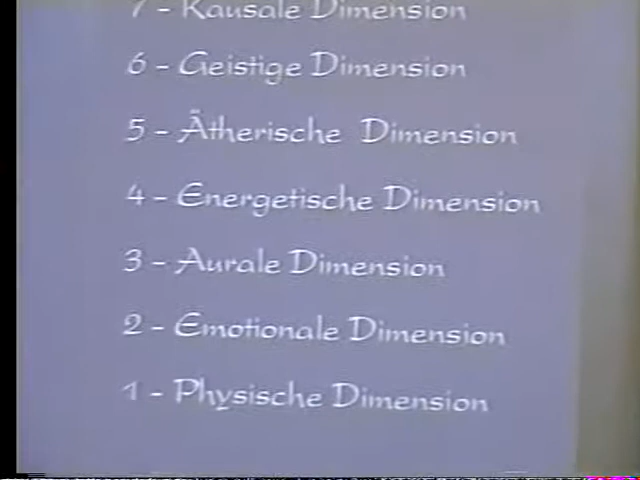 7 - Kausale Dimension
6 - Geistige Dimension
5 - Ätherische Dimension
4 - Energetische Dimension
3 - Aurale Dimension
2 - Emotionale Dimension
1 - Physische Dimension